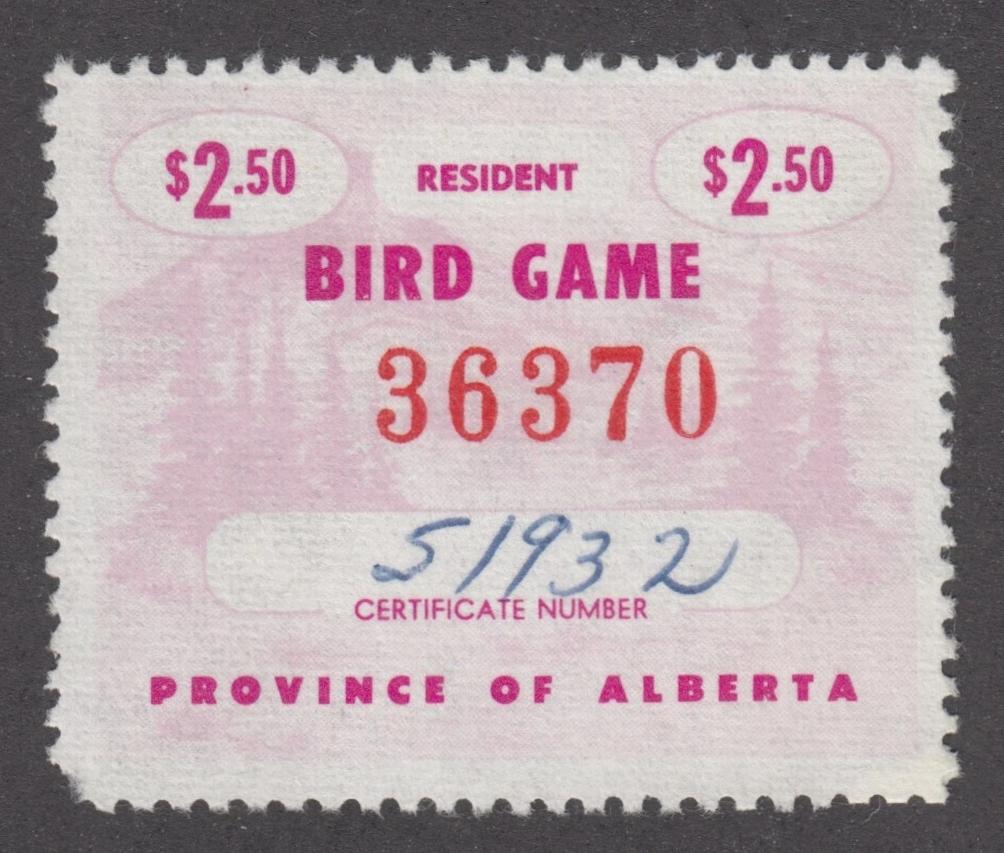 $2.50 RESIDENT $2.50
BIRD GAME
36370
51932
CERTIFICATE NUMBER
PROVINCE OF ALBERTA